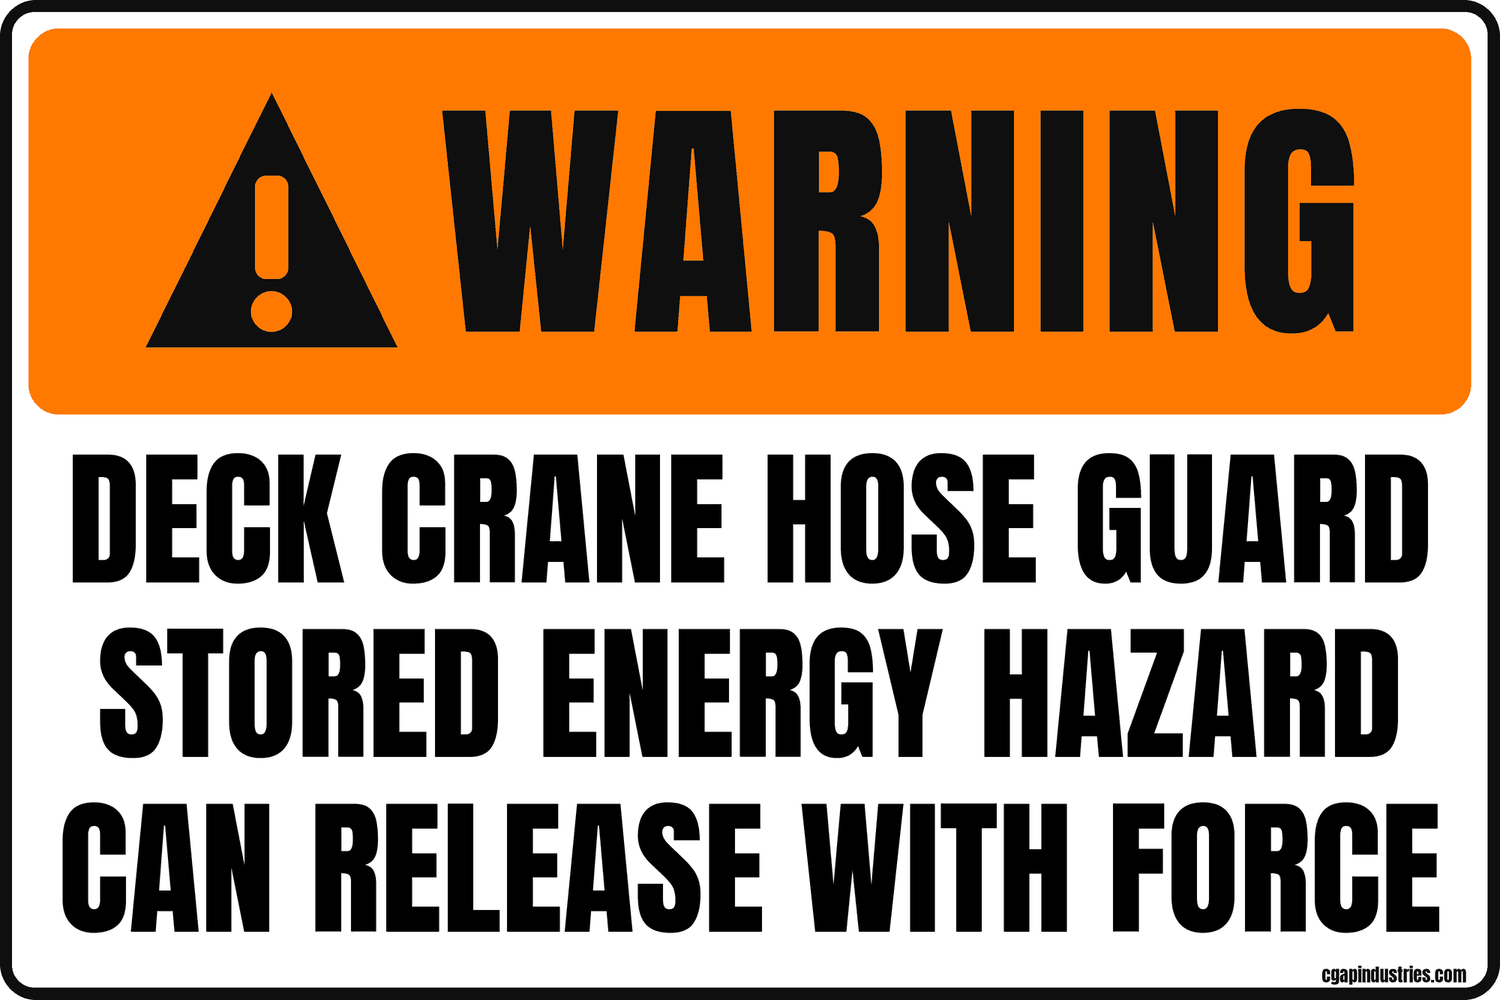 WARNING
DECK CRANE HOSE GUARD
STORED ENERGY HAZARD
CAN RELEASE WITH FORCE
cgapindustries.com